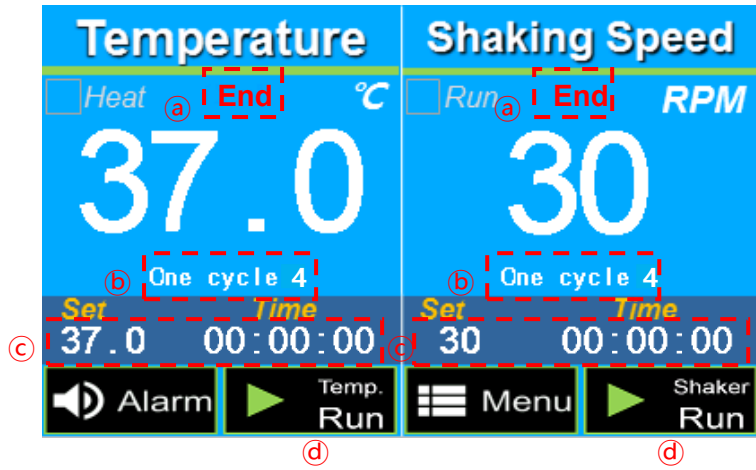 Temperature
Heat
ⓐ
End
℃
37.0
ⓑ
One cycle 4
Set Time
ⓒ
37.0 00:00:00
Alarm
Temp.
Run
ⓓ
Shaking Speed
Run
ⓐ
End
RPM
30
ⓑ
One cycle 4
Set Time
ⓒ
30 00:00:00
Menu
Shaker
Run
ⓓ